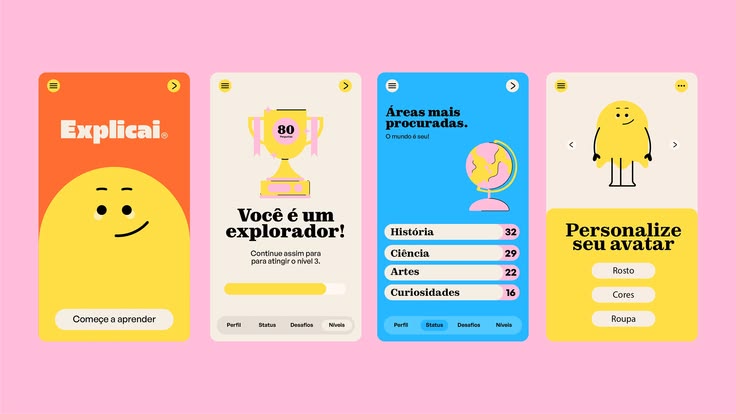 Explicai®
Começe a aprender
80
Você é um
explorador!
Continue assim para
para atingir o nível 3.
Perfil Status Desafios Níveis
Áreas mais
procuradas.
O mundo é seu!
História 32
Ciência 29
Artes 22
Curiosidades 16
Perfil Status Desafios Níveis
Personalize
seu avatar
Rosto
Cores
Roupa